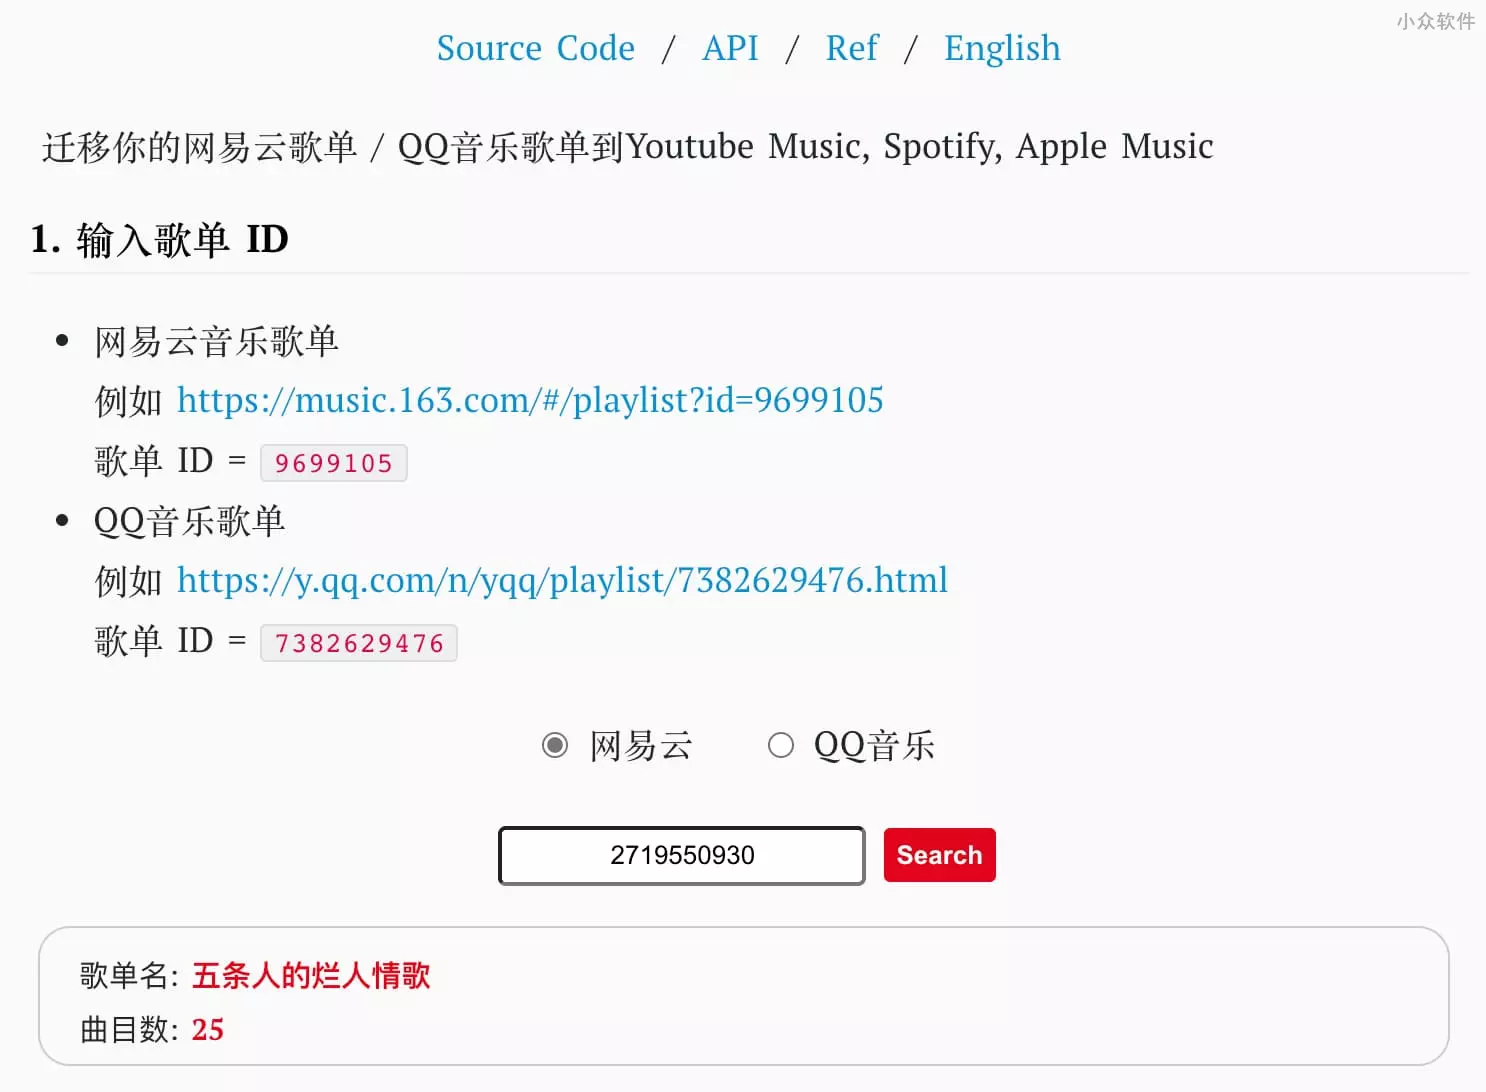 小众软件
Source Code / API / Ref / English
迁移你的网易云歌单 / QQ音乐歌单到Youtube Music, Spotify, Apple Music
1. 输入歌单 ID
网易云音乐歌单
例如 https://music.163.com/#/playlist?id=9699105
歌单 ID = 9699105
QQ音乐歌单
例如 https://y.qq.com/n/yqq/playlist/7382629476.html
歌单 ID = 7382629476
网易云 QQ音乐
2719550930 Search
歌单名: 五条人的烂人情歌
曲目数: 25